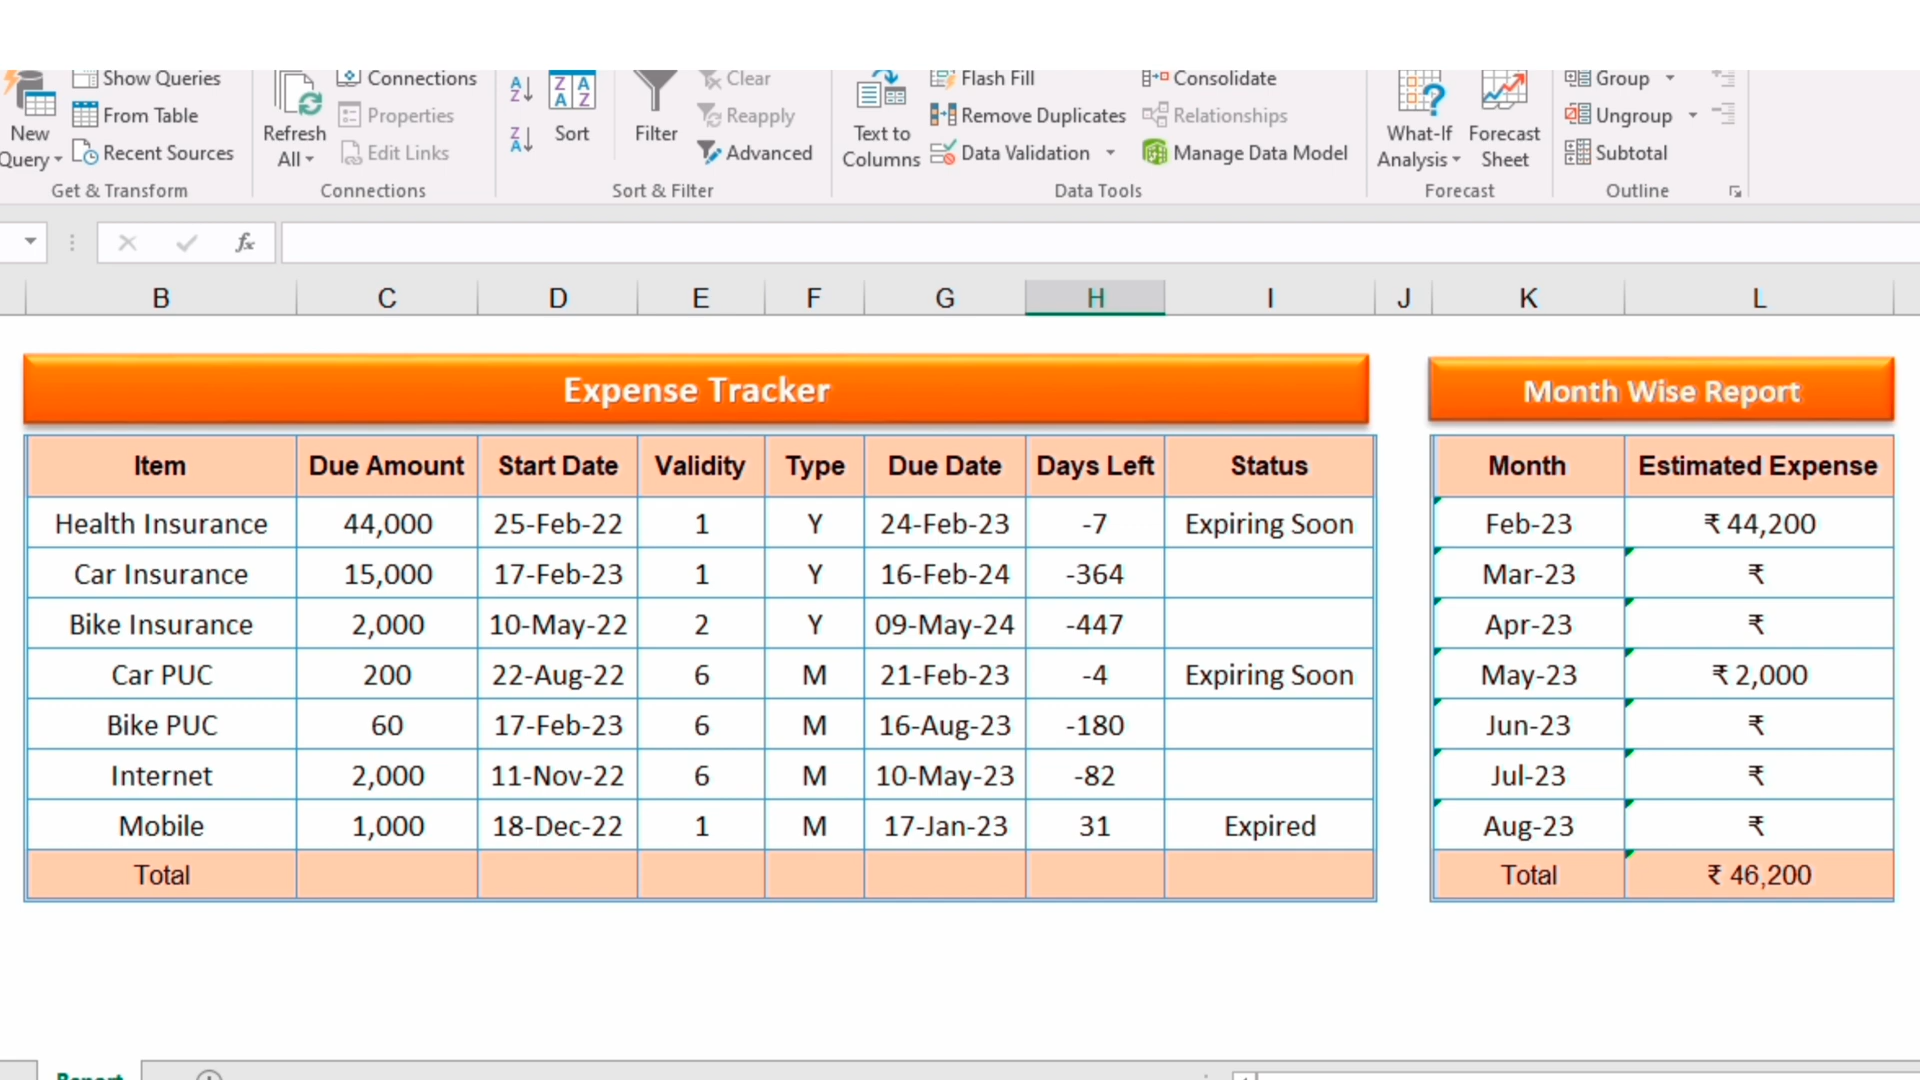 Show Queries
From Table
Recent Sources
New Query
Get & Transform
Refresh All
Connections
Properties
Edit Links
Connections
Sort
Filter
Clear
Reapply
Advanced
Sort & Filter
Text to Columns
Flash Fill
Remove Duplicates
Data Validation
Consolidate
Relationships
Manage Data Model
Data Tools
What-If Analysis
Forecast Sheet
Forecast
Group
Ungroup
Subtotal
Outline
fx
B C D E F G H I J K L
Expense Tracker
Item Due Amount Start Date Validity Type Due Date Days Left Status
Health Insurance 44,000 25-Feb-22 1 Y 24-Feb-23 -7 Expiring Soon
Car Insurance 15,000 17-Feb-23 1 Y 16-Feb-24 -364
Bike Insurance 2,000 10-May-22 2 Y 09-May-24 -447
Car PUC 200 22-Aug-22 6 M 21-Feb-23 -4 Expiring Soon
Bike PUC 60 17-Feb-23 6 M 16-Aug-23 -180
Internet 2,000 11-Nov-22 6 M 10-May-23 -82
Mobile 1,000 18-Dec-22 1 M 17-Jan-23 31 Expired
Total
Month Wise Report
Month Estimated Expense
Feb-23 ₹ 44,200
Mar-23 ₹
Apr-23 ₹
May-23 ₹ 2,000
Jun-23 ₹
Jul-23 ₹
Aug-23 ₹
Total ₹ 46,200
Report